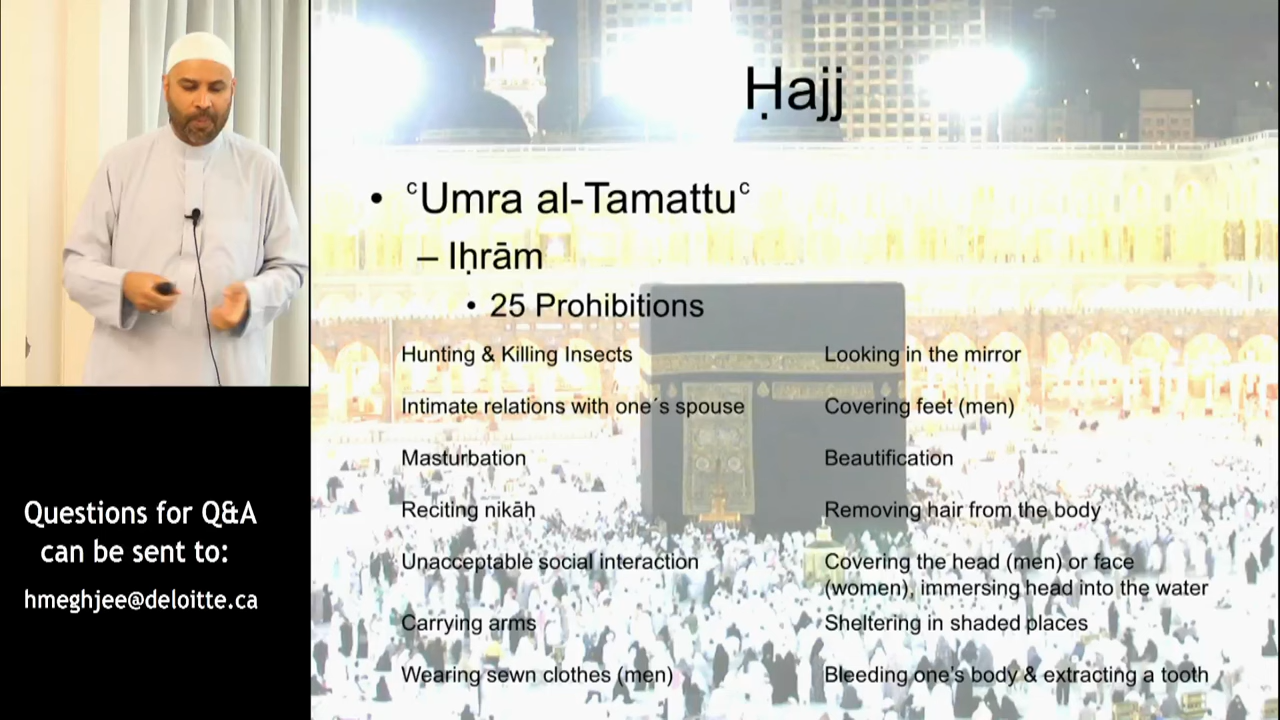 Ḥajj
• ᶜUmra al-Tamattuᶜ
– Iḥrām
• 25 Prohibitions
Hunting & Killing Insects
Looking in the mirror
Intimate relations with one´s spouse
Covering feet (men)
Masturbation
Beautification
Reciting nikāḥ
Removing hair from the body
Unacceptable social interaction
Covering the head (men) or face
(women), immersing head into the water
Carrying arms
Sheltering in shaded places
Wearing sewn clothes (men)
Bleeding one's body & extracting a tooth
Questions for Q&A
can be sent to:
hmeghjee@deloitte.ca